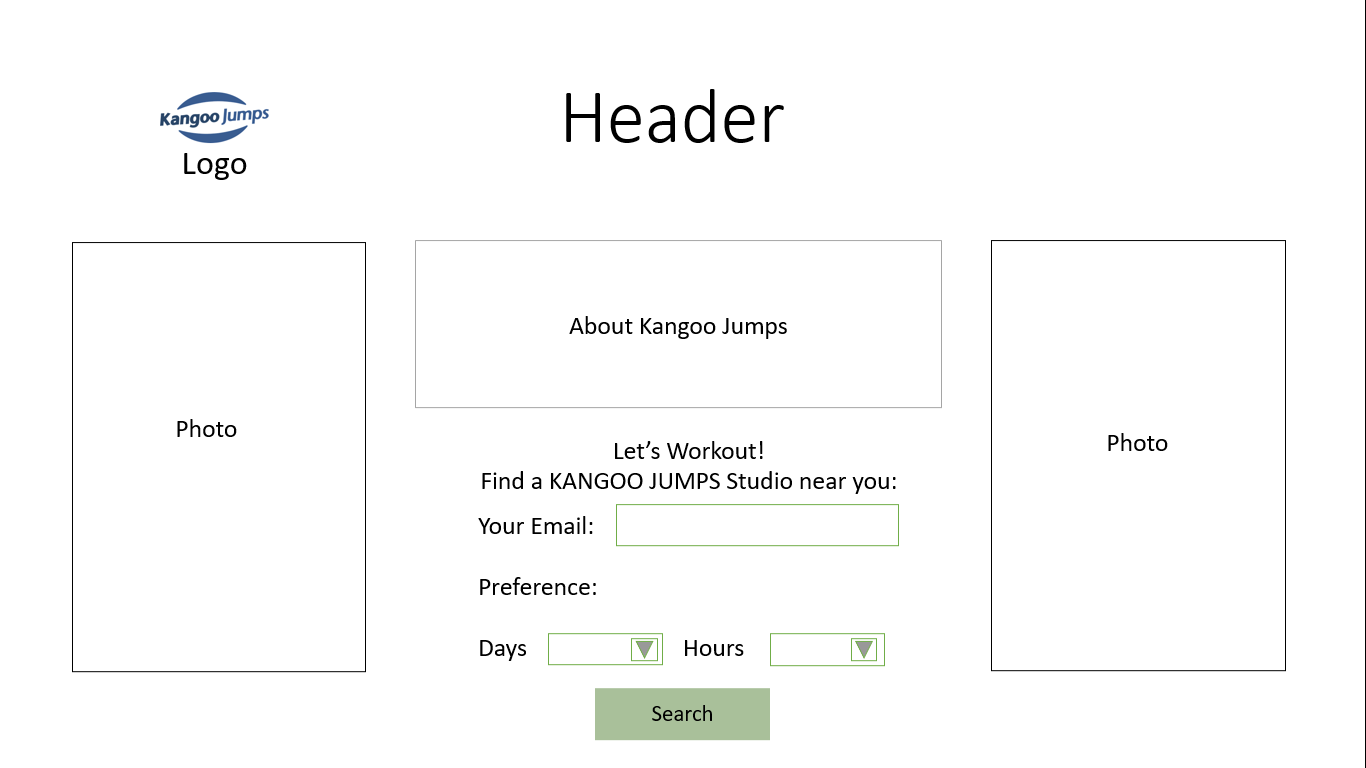 Kangoo Jumps
Logo
Header
Photo
About Kangoo Jumps
Photo
Let’s Workout!
Find a KANGOO JUMPS Studio near you:
Your Email:
Preference:
Days
Hours
Search